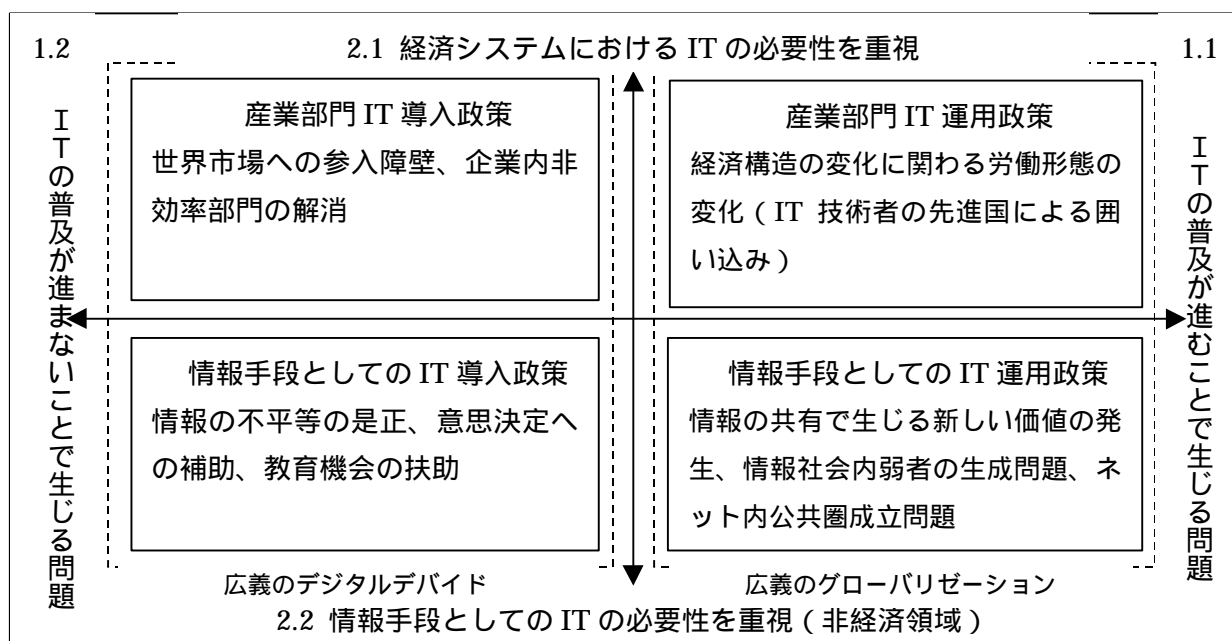 1.2
2.1 経済システムにおける IT の必要性を重視
1.1
ITの普及が進まないことで生じる問題
産業部門 IT 導入政策
世界市場への参入障壁、企業内非
効率部門の解消
産業部門 IT 運用政策
経済構造の変化に関わる労働形態の
変化(IT 技術者の先進国による囲
い込み)
ITの普及が進むことで生じる問題
情報手段としての IT 導入政策
情報の不平等の是正、意思決定へ
の補助、教育機会の扶助
情報手段としての IT 運用政策
情報の共有で生じる新しい価値の発
生、情報社会内弱者の生成問題、ネ
ット内公共圏成立問題
広義のデジタルデバイド
広義のグローバリゼーション
2.2 情報手段としての IT の必要性を重視(非経済領域)